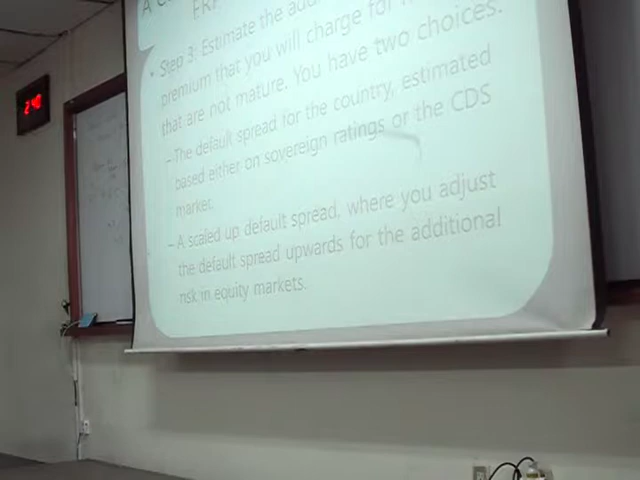 A C
ERP
• Step 3: Estimate the
premium that you will charge for
that are not mature. You have two choices.
–The default spread for the country, estimated
based either on sovereign ratings or the CDS
market.
–A scaled up default spread, where you adjust
the default spread upwards for the additional
risk in equity markets.